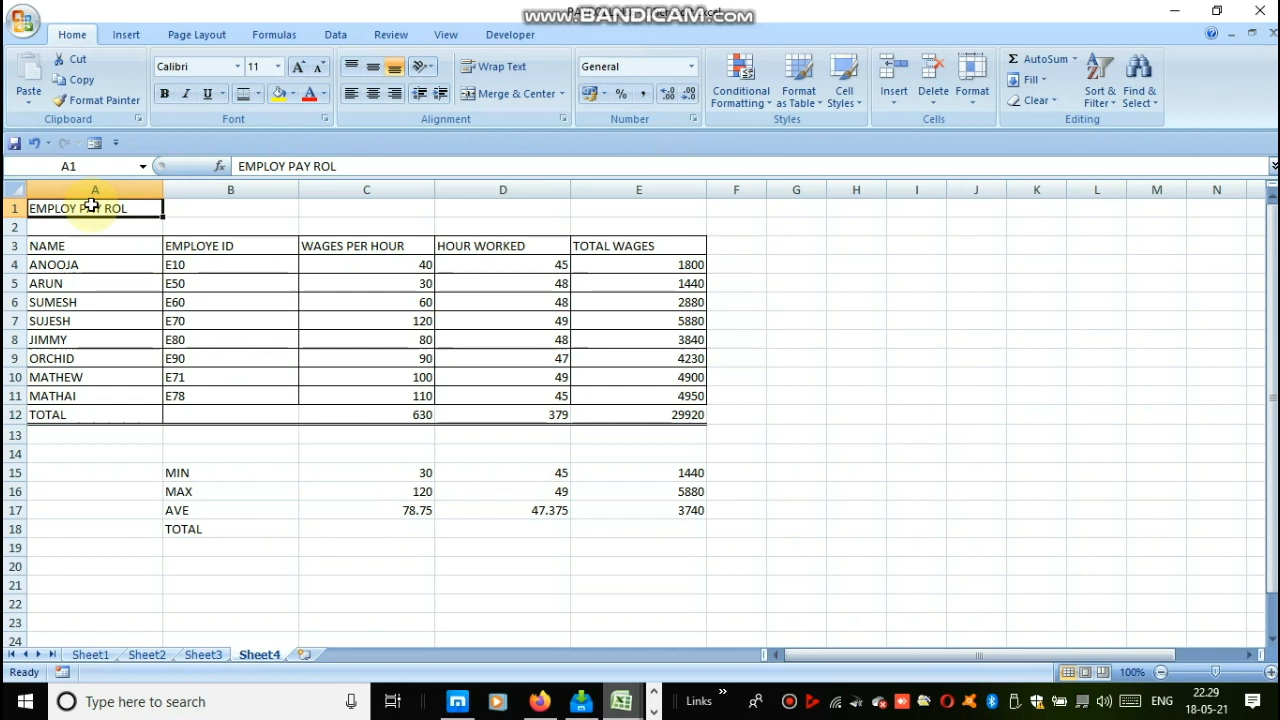 www.BANDICAM.com
Home Insert Page Layout Formulas Data Review View Developer
Paste
Cut
Copy
Format Painter
Clipboard
Calibri 11
B I U
Font
Wrap Text
Merge & Center
Alignment
General
%
Number
Conditional Formatting
Format as Table
Cell Styles
Styles
Insert Delete Format
Cells
AutoSum
Fill
Clear
Sort & Filter
Find & Select
Editing
A1 fx EMPLOY PAY ROL
A B C D E F G H I J K L M N
1 EMPLOY PAY ROL
2
3 NAME EMPLOYE ID WAGES PER HOUR HOUR WORKED TOTAL WAGES
4 ANOOJA E10 40 45 1800
5 ARUN E50 30 48 1440
6 SUMESH E60 60 48 2880
7 SUJESH E70 120 49 5880
8 JIMMY E80 80 48 3840
9 ORCHID E90 90 47 4230
10 MATHEW E71 100 49 4900
11 MATHAI E78 110 45 4950
12 TOTAL 630 379 29920
13
14
15 MIN 30 45 1440
16 MAX 120 49 5880
17 AVE 78.75 47.375 3740
18 TOTAL
19
20
21
22
23
24
Sheet1 Sheet2 Sheet3 Sheet4
Ready 100%
Type here to search
Links
ENG
22.29
18-05-21